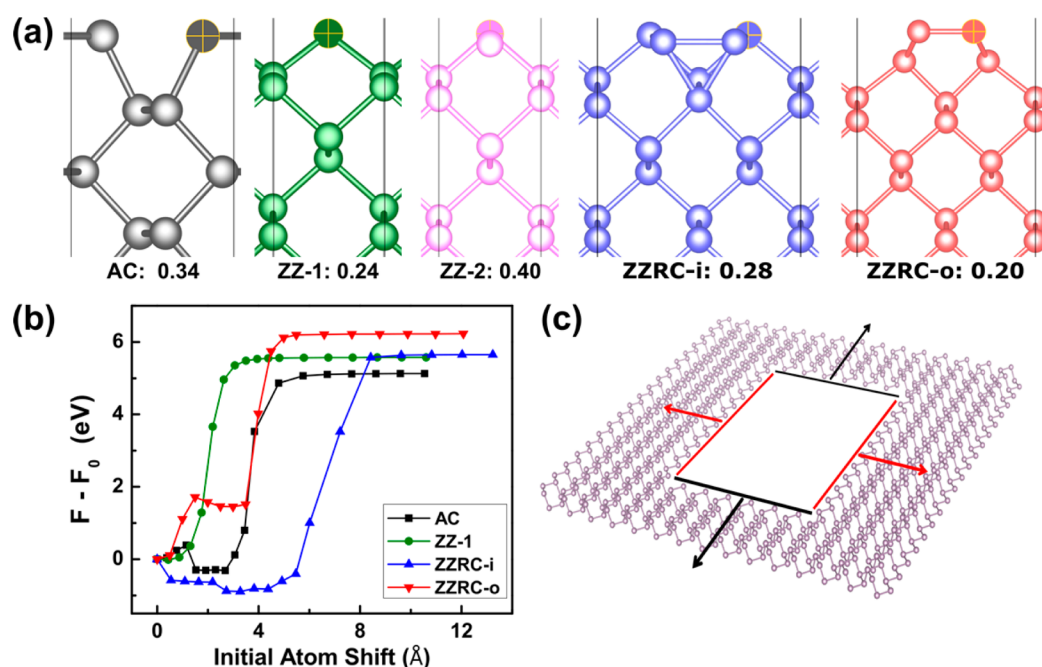 (a)
AC: 0.34
ZZ-1: 0.24
ZZ-2: 0.40
ZZRC-i: 0.28
ZZRC-o: 0.20
(b)
F - F0 (eV)
6
4
2
0
0 4 8 12
Initial Atom Shift (Å)
AC
ZZ-1
ZZRC-i
ZZRC-o
(c)